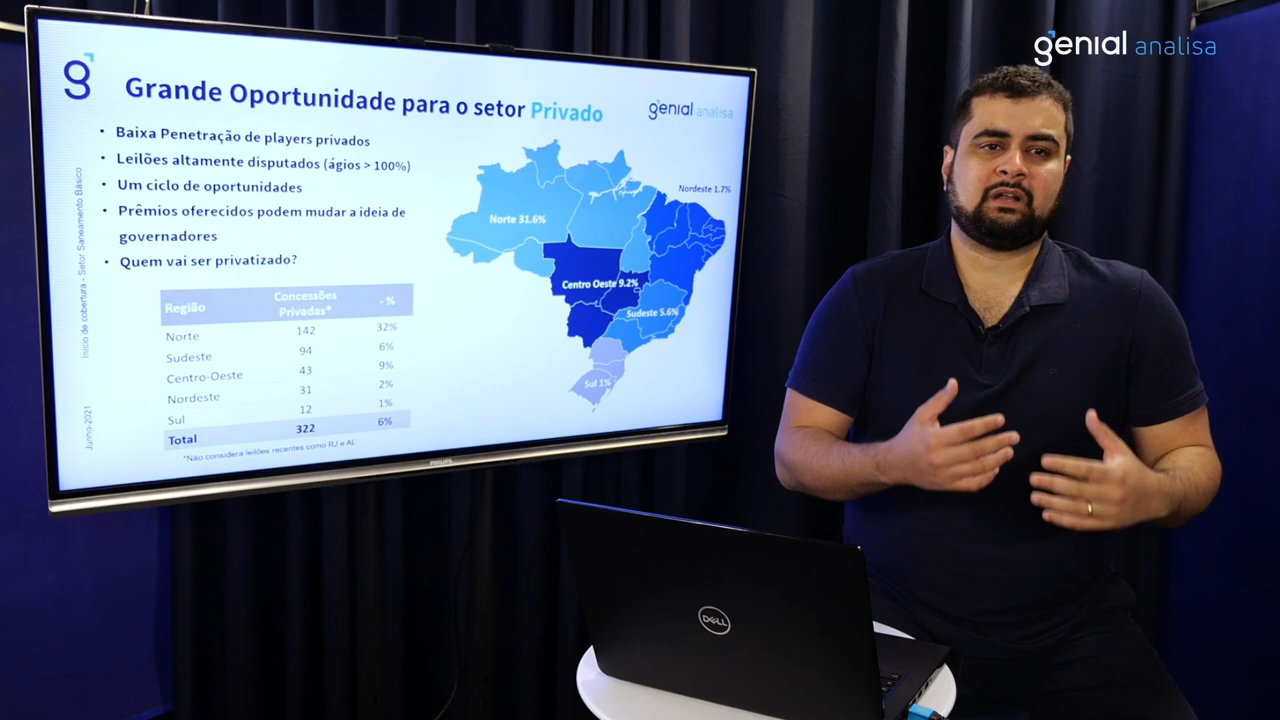 genial analisa
g
Grande Oportunidade para o setor Privado
genial analisa
• Baixa Penetração de players privados
• Leilões altamente disputados (ágios > 100%)
• Um ciclo de oportunidades
• Prêmios oferecidos podem mudar a ideia de
governadores
• Quem vai ser privatizado?
Início de cobertura - Setor Saneamento Básico
Junho-2021
Região Concessões Privadas* - %
Norte 142 32%
Sudeste 94 6%
Centro-Oeste 43 9%
Nordeste 31 2%
Sul 12 1%
Total 322 6%
*Não considera leilões recentes como RJ e AL
Nordeste 1.7%
Norte 31.6%
Centro Oeste 9.2%
Sudeste 5.6%
Sul 1%
PHILIPS
DELL